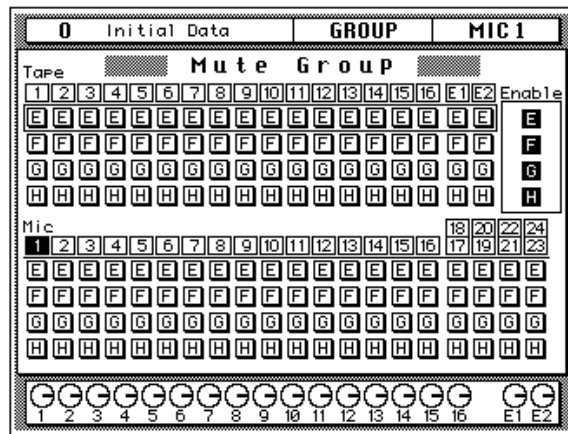 0 Initial Data GROUP MIC 1
Mute Group
Tape
1 2 3 4 5 6 7 8 9 10 11 12 13 14 15 16 E1 E2 Enable
E E E E E E E E E E E E E E E E E E E
F F F F F F F F F F F F F F F F F F F
G G G G G G G G G G G G G G G G G G G
H H H H H H H H H H H H H H H H H H H
Mic 18 20 22 24
1 2 3 4 5 6 7 8 9 10 11 12 13 14 15 16 17 19 21 23
E E E E E E E E E E E E E E E E E E E E
F F F F F F F F F F F F F F F F F F F F
G G G G G G G G G G G G G G G G G G G G
H H H H H H H H H H H H H H H H H H H H
1 2 3 4 5 6 7 8 9 10 11 12 13 14 15 16 E1 E2